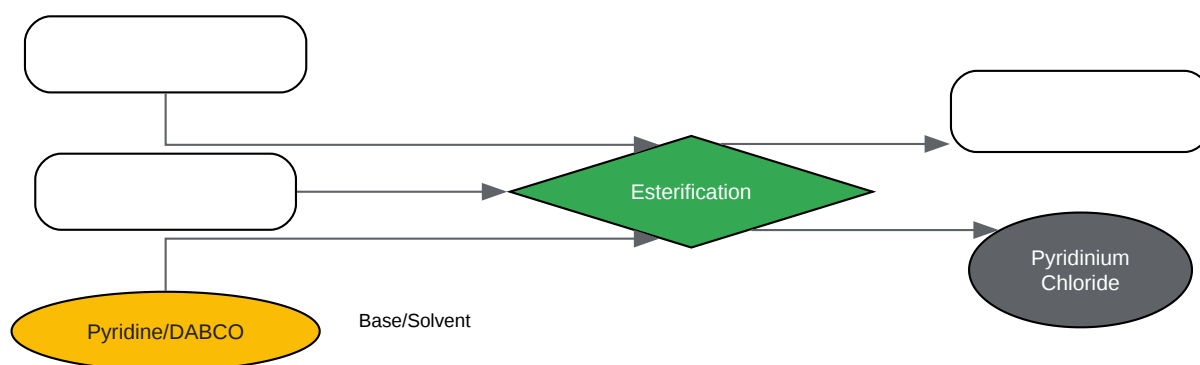 Esterification
Pyridinium
Chloride
Pyridine/DABCO
Base/Solvent